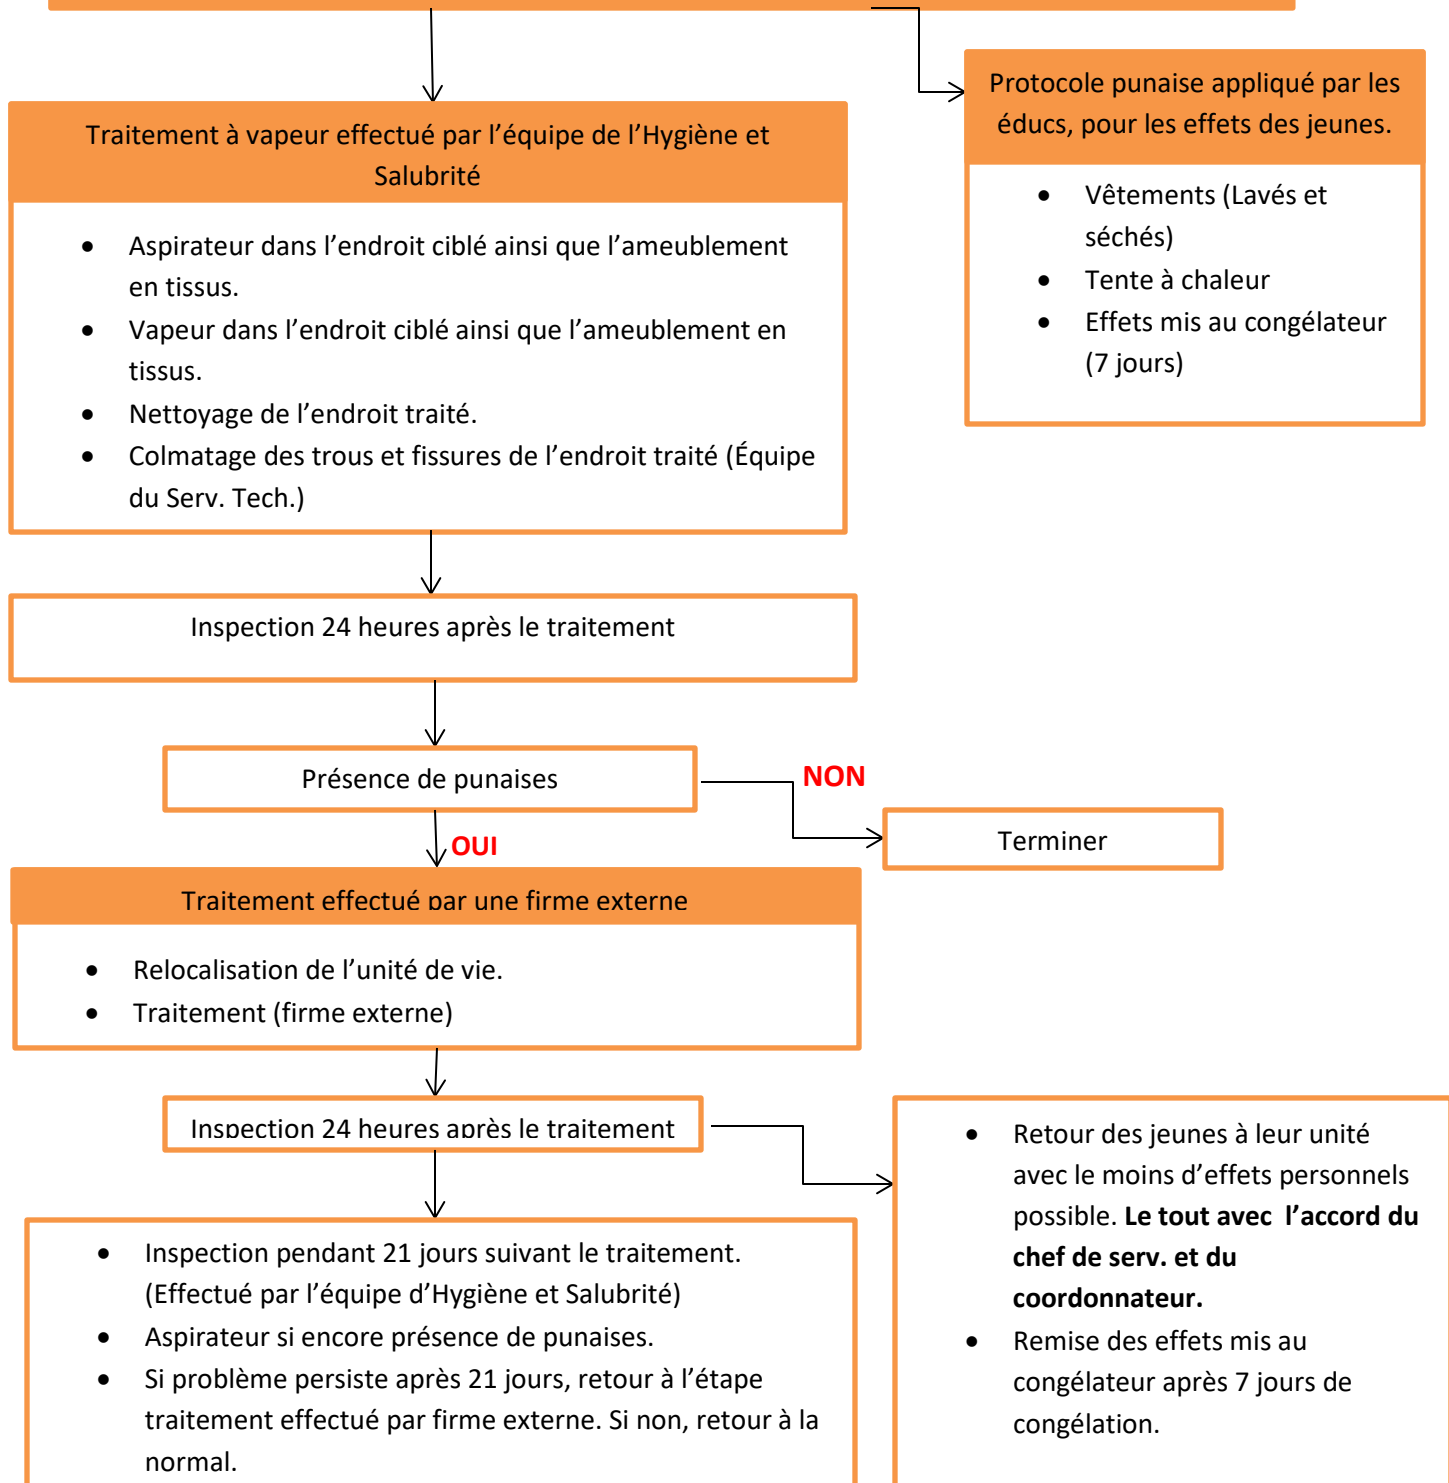 Protocole punaise appliqué par les
éducs, pour les effets des jeunes.
• Vêtements (Lavés et
séchés)
• Tente à chaleur
• Effets mis au congélateur
(7 jours)
Traitement à vapeur effectué par l’équipe de l’Hygiène et
Salubrité
• Aspirateur dans l’endroit ciblé ainsi que l’ameublement
en tissus.
• Vapeur dans l’endroit ciblé ainsi que l’ameublement en
tissus.
• Nettoyage de l’endroit traité.
• Colmatage des trous et fissures de l’endroit traité (Équipe
du Serv. Tech.)
Inspection 24 heures après le traitement
Présence de punaises
NON
Terminer
OUI
Traitement effectué par une firme externe
• Relocalisation de l’unité de vie.
• Traitement (firme externe)
Inspection 24 heures après le traitement
• Retour des jeunes à leur unité
avec le moins d’effets personnels
possible. Le tout avec l’accord du
chef de serv. et du
coordonnateur.
• Remise des effets mis au
congélateur après 7 jours de
congélation.
• Inspection pendant 21 jours suivant le traitement.
(Effectué par l’équipe d’Hygiène et Salubrité)
• Aspirateur si encore présence de punaises.
• Si problème persiste après 21 jours, retour à l’étape
traitement effectué par firme externe. Si non, retour à la
normal.